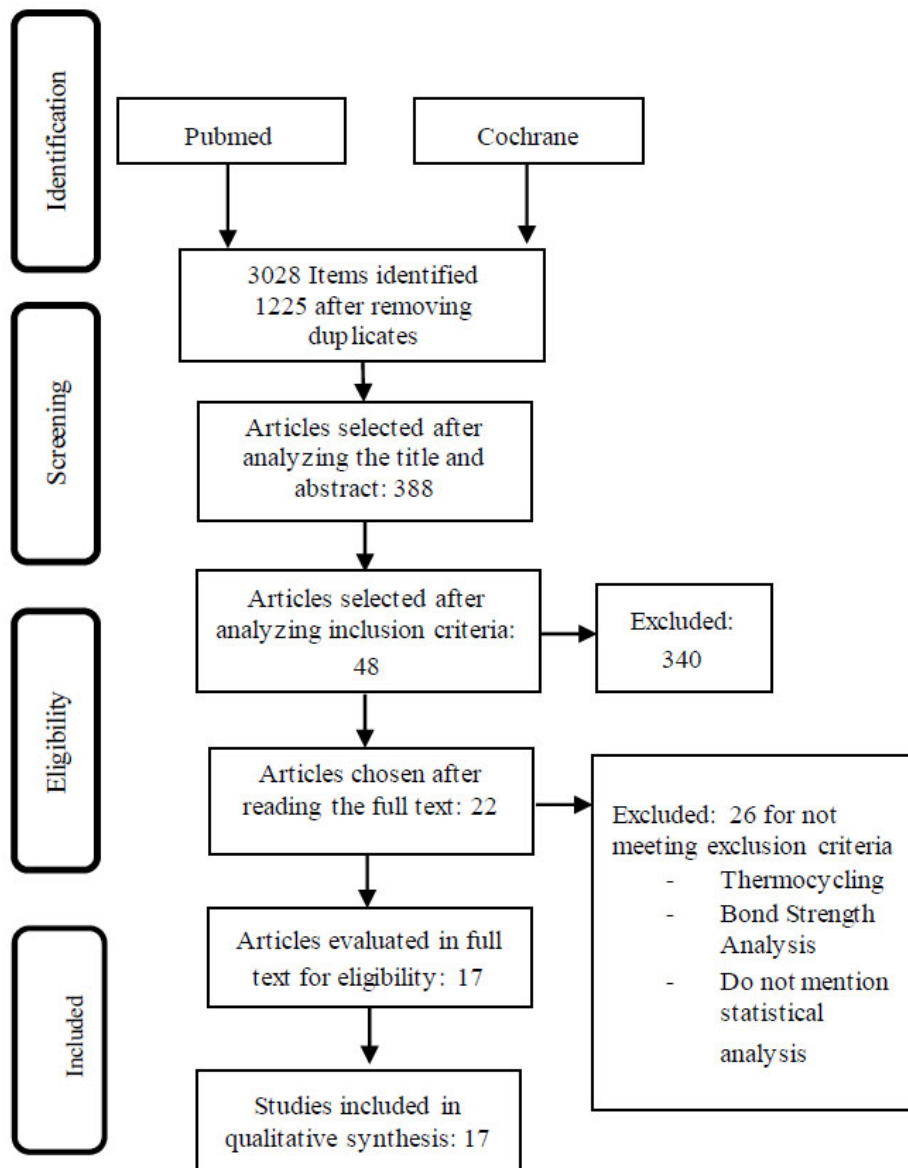 Identification
Pubmed
Cochrane
3028 Items identified
1225 after removing
duplicates
Screening
Articles selected after
analyzing the title and
abstract: 388
Articles selected after
analyzing inclusion criteria:
48
Excluded:
340
Eligibility
Articles chosen after
reading the full text: 22
Excluded: 26 for not
meeting exclusion criteria
- Thermocycling
- Bond Strength
Analysis
- Do not mention
statistical
analysis
Included
Articles evaluated in full
text for eligibility: 17
Studies included in
qualitative synthesis: 17